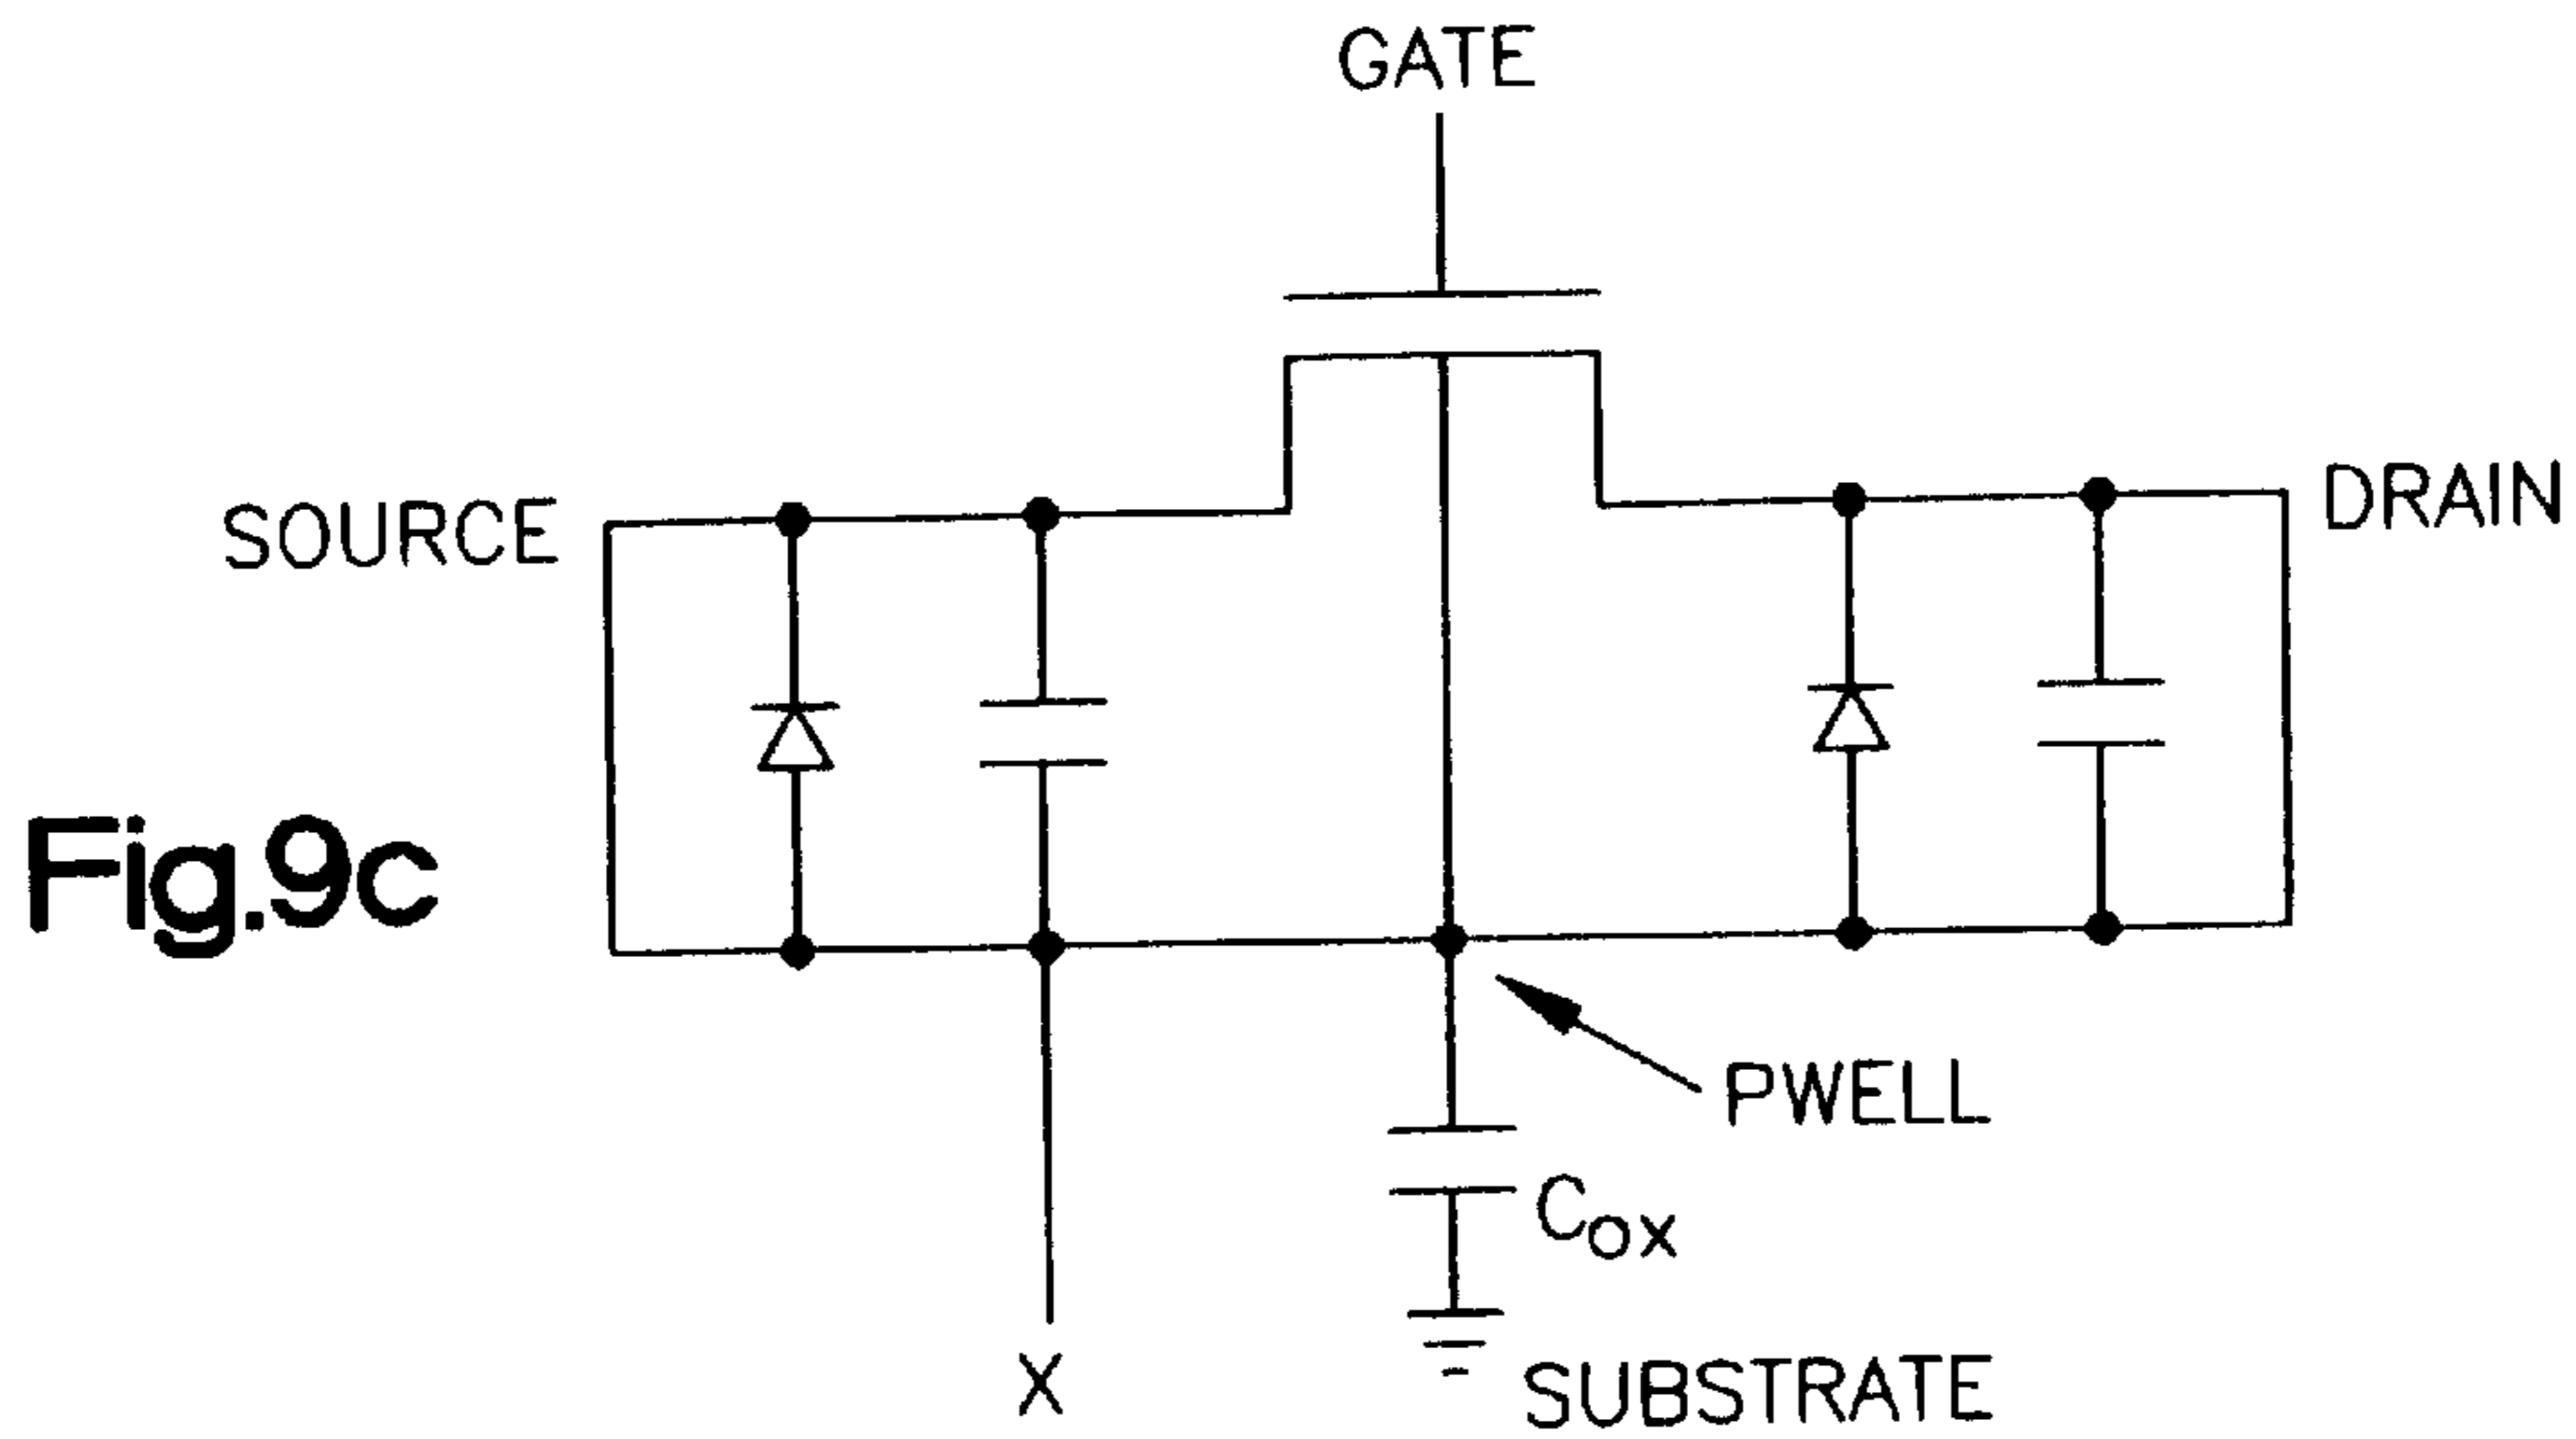 GATE
SOURCE
DRAIN
Fig.9c
PWELL
Cox
X
SUBSTRATE